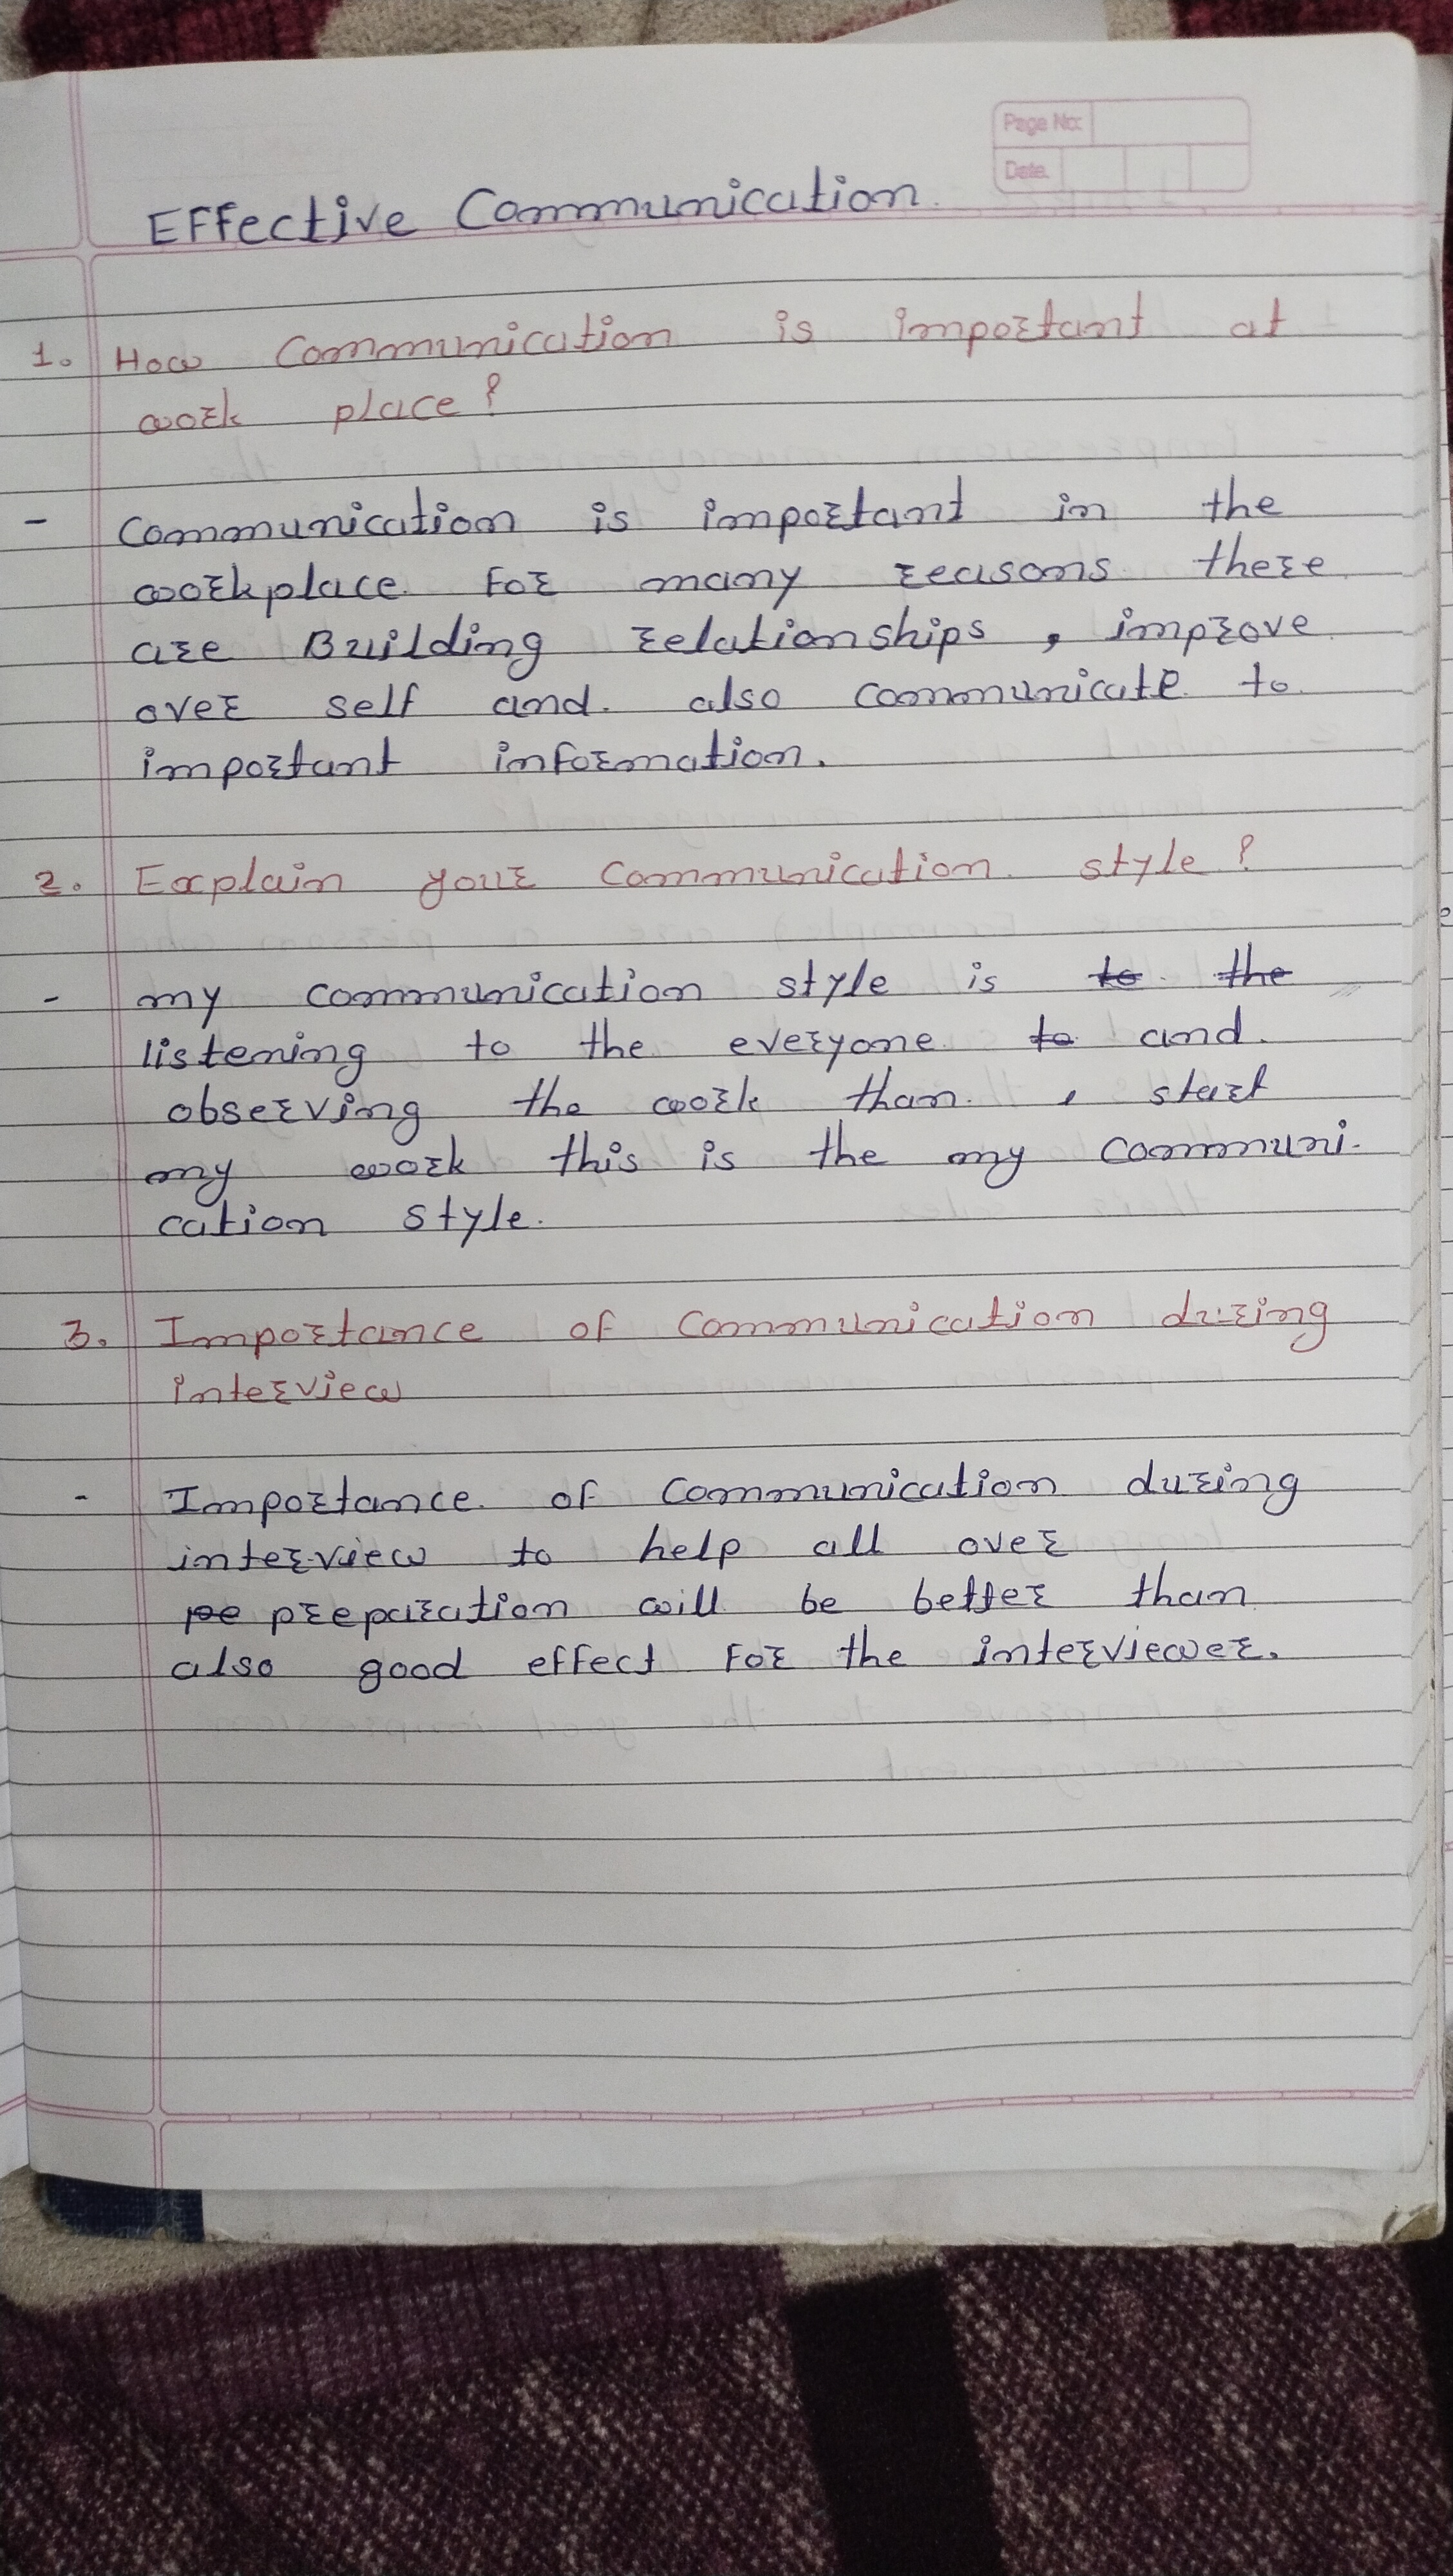 Page No:
Date.
Effective Communication.
1. How Communication is important at
work place?
- Communication is important in the
workplace. For many reasons there
are Building relationships, improve
over self and. also communicate to
important information.
2. Explain your Communication style?
- my communication style is to the
listening to the everyone to and.
observing the work than. , start
my work this is the my communi-
cation style.
3. Importance of Communication during
interview
- Importance of Communication during
interview to help all over
pe preparation will be better than
also good effect For the interviewer.